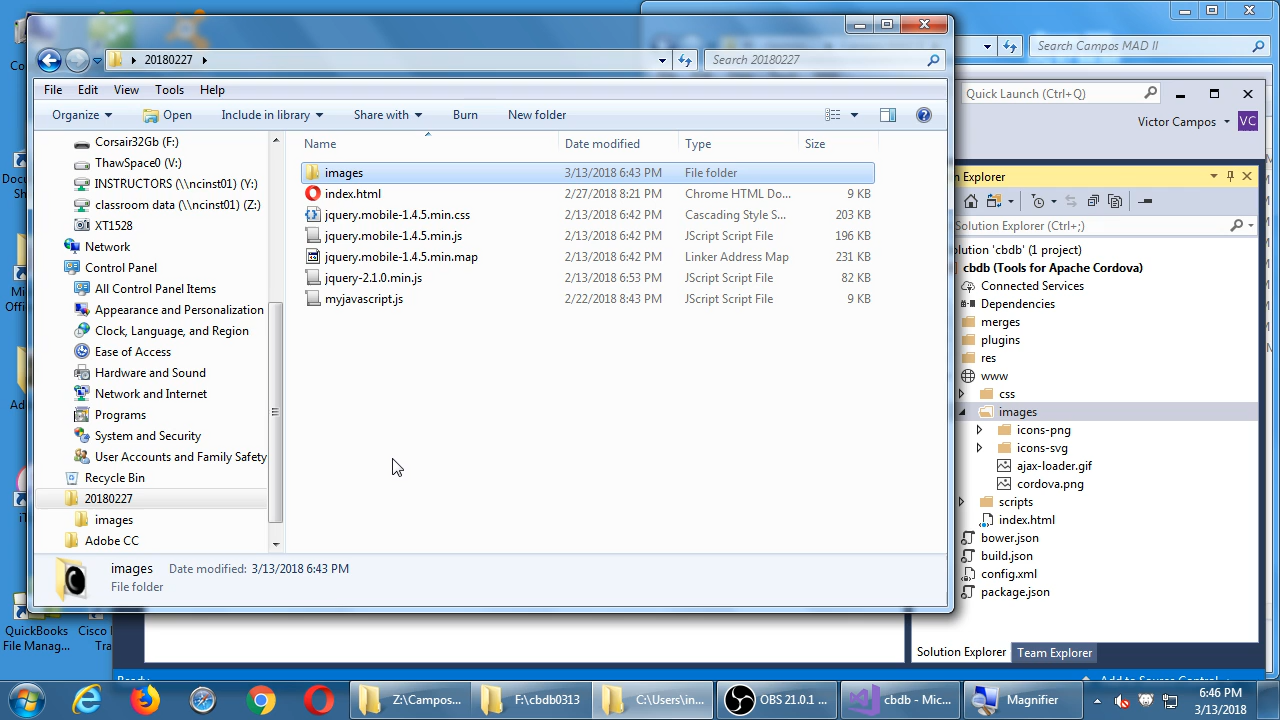 Search Campos MAD II
20180227
Search 20180227
File Edit View Tools Help
Quick Launch (Ctrl+Q)
Organize Open Include in library Share with Burn New folder
Victor Campos VC
Corsair32Gb (F:)
ThawSpace0 (V:)
INSTRUCTORS (\\ncinst01) (Y:)
classroom data (\\ncinst01) (Z:)
XT1528
Network
Control Panel
All Control Panel Items
Appearance and Personalization
Clock, Language, and Region
Ease of Access
Hardware and Sound
Network and Internet
Programs
System and Security
User Accounts and Family Safety
Recycle Bin
20180227
images
Adobe CC
Name Date modified Type Size
images 3/13/2018 6:43 PM File folder
index.html 2/27/2018 8:21 PM Chrome HTML Do... 9 KB
jquery.mobile-1.4.5.min.css 2/13/2018 6:42 PM Cascading Style S... 203 KB
jquery.mobile-1.4.5.min.js 2/13/2018 6:42 PM JScript Script File 196 KB
jquery.mobile-1.4.5.min.map 2/13/2018 6:42 PM Linker Address Map 231 KB
jquery-2.1.0.min.js 2/13/2018 6:53 PM JScript Script File 82 KB
myjavascript.js 2/22/2018 8:43 PM JScript Script File 9 KB
images Date modified: 3/13/2018 6:43 PM
File folder
n Explorer
Solution Explorer (Ctrl+;)
olution 'cbdb' (1 project)
cbdb (Tools for Apache Cordova)
Connected Services
Dependencies
merges
plugins
res
www
css
images
icons-png
icons-svg
ajax-loader.gif
cordova.png
scripts
index.html
bower.json
build.json
config.xml
package.json
Solution Explorer Team Explorer
QuickBooks
File Manag...
Cisco
Tra
Ready
Add to Source Control
Z:\Campos...
F:\cbdb0313
C:\Users\in...
OBS 21.0.1 ...
cbdb - Mic...
Magnifier
6:46 PM
3/13/2018